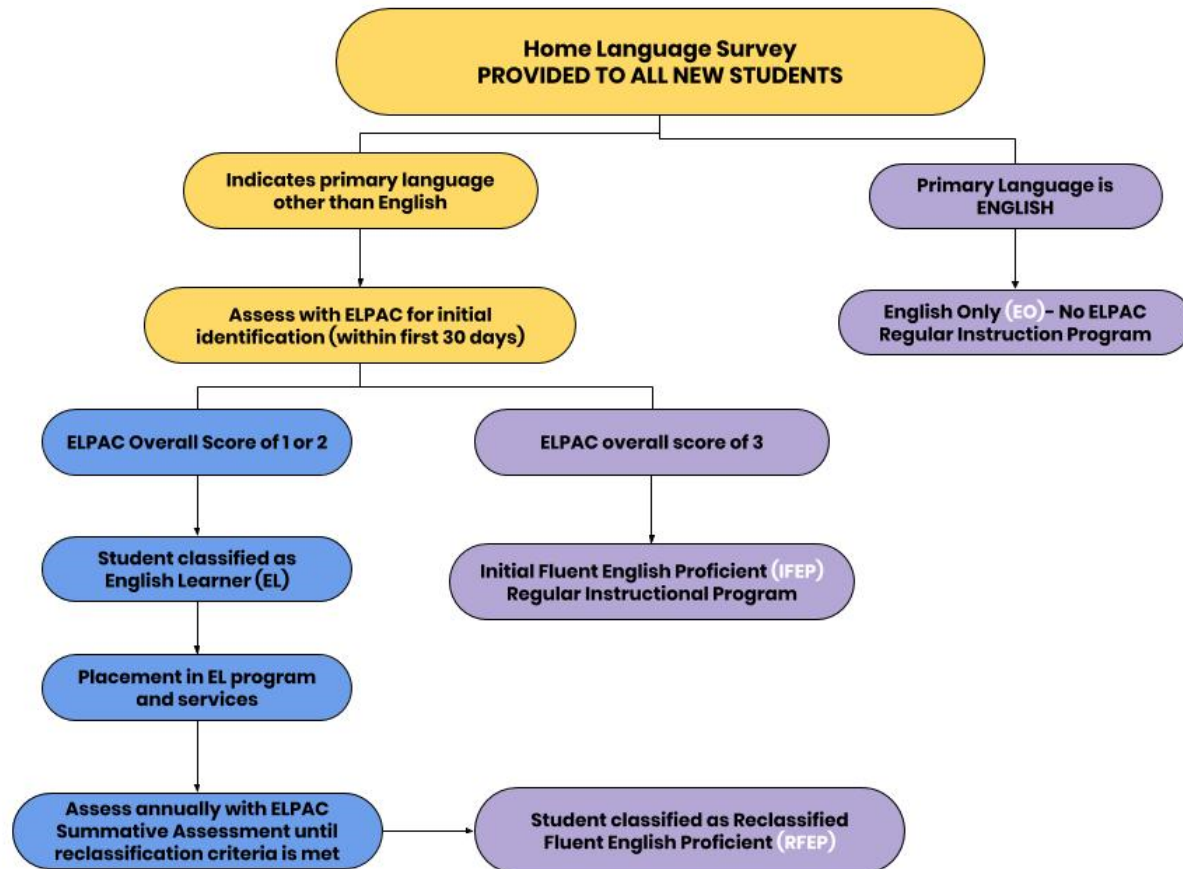 Home Language Survey
PROVIDED TO ALL NEW STUDENTS
Indicates primary language
other than English
Primary Language is
ENGLISH
Assess with ELPAC for initial
identification (within first 30 days)
English Only (EO)- No ELPAC
Regular Instruction Program
ELPAC Overall Score of 1 or 2
ELPAC overall score of 3
Student classified as
English Learner (EL)
Initial Fluent English Proficient (IFEP)
Regular Instructional Program
Placement in EL program
and services
Assess annually with ELPAC
Summative Assessment until
reclassification criteria is met
Student classified as Reclassified
Fluent English Proficient (RFEP)